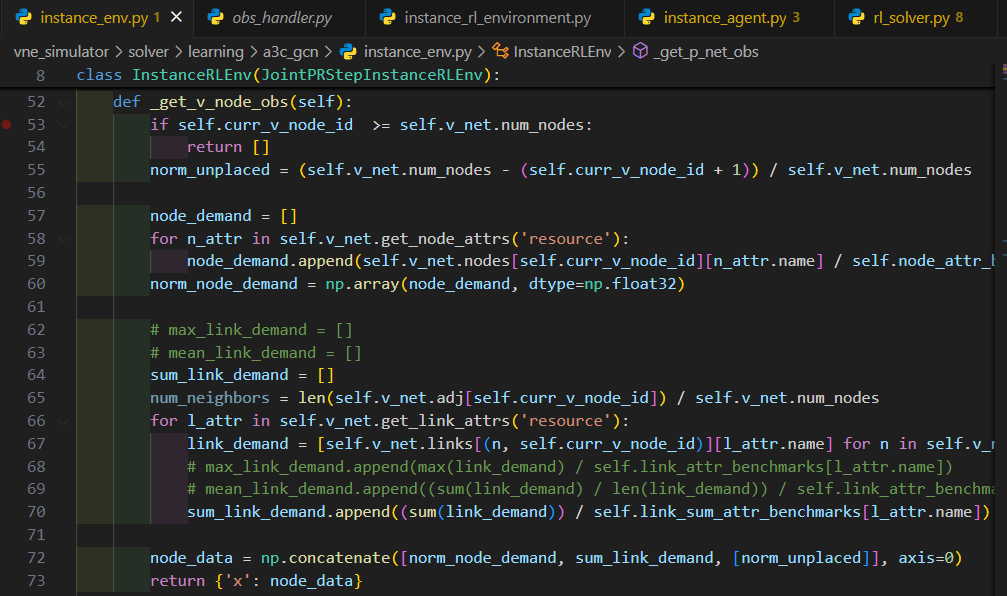 instance_env.py 1
obs_handler.py
instance_rl_environment.py
instance_agent.py 3
rl_solver.py 8
vne_simulator > solver > learning > a3c_gcn > instance_env.py > InstanceRLEnv > _get_p_net_obs
8 class InstanceRLEnv(JointPRStepInstanceRLEnv):
52 def _get_v_node_obs(self):
53 if self.curr_v_node_id  >= self.v_net.num_nodes:
54 return []
55 norm_unplaced = (self.v_net.num_nodes - (self.curr_v_node_id + 1)) / self.v_net.num_nodes
56
57 node_demand = []
58 for n_attr in self.v_net.get_node_attrs('resource'):
59 node_demand.append(self.v_net.nodes[self.curr_v_node_id][n_attr.name] / self.node_attr_b
60 norm_node_demand = np.array(node_demand, dtype=np.float32)
61
62 # max_link_demand = []
63 # mean_link_demand = []
64 sum_link_demand = []
65 num_neighbors = len(self.v_net.adj[self.curr_v_node_id]) / self.v_net.num_nodes
66 for l_attr in self.v_net.get_link_attrs('resource'):
67 link_demand = [self.v_net.links[(n, self.curr_v_node_id)][l_attr.name] for n in self.v_n
68 # max_link_demand.append(max(link_demand) / self.link_attr_benchmarks[l_attr.name])
69 # mean_link_demand.append((sum(link_demand) / len(link_demand)) / self.link_attr_benchma
70 sum_link_demand.append((sum(link_demand)) / self.link_sum_attr_benchmarks[l_attr.name])
71
72 node_data = np.concatenate([norm_node_demand, sum_link_demand, [norm_unplaced]], axis=0)
73 return {'x': node_data}